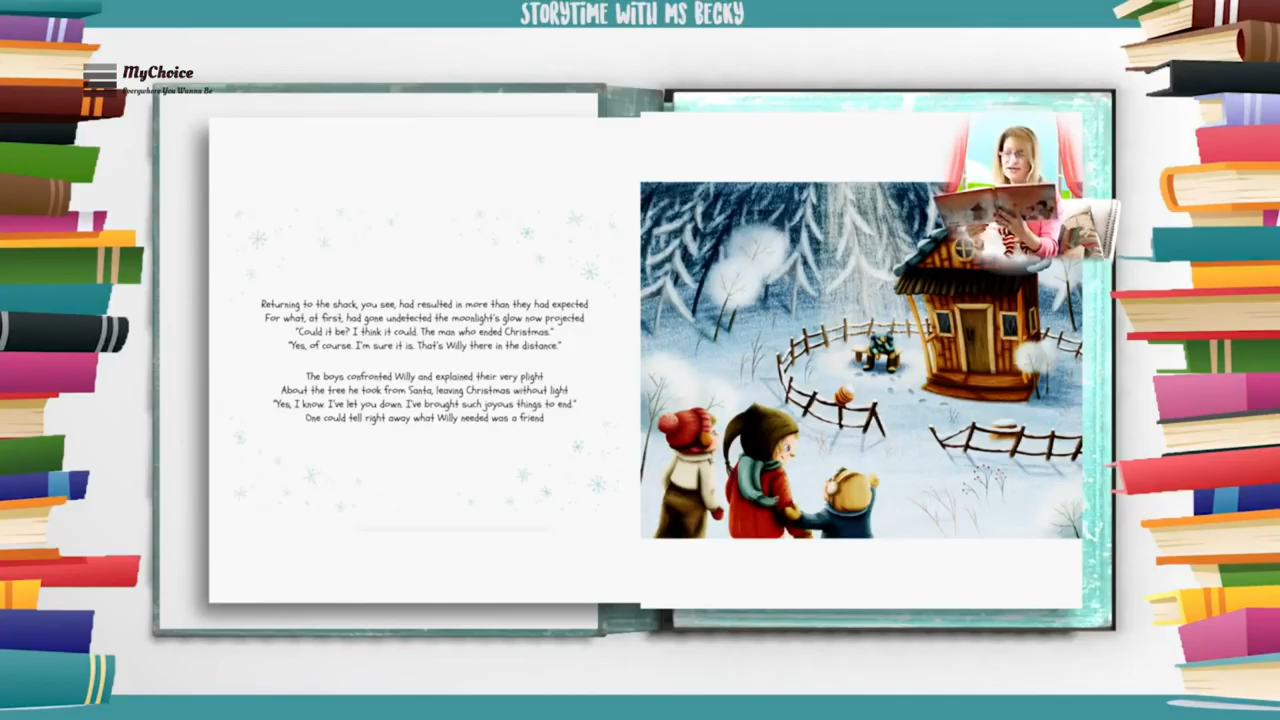 STORYTIME WITH MS BECKY
MyChoice
Everywhere You Wanna Be
Returning to the shack, you see, had resulted in more than they had expected
For what, at first, had gone undetected the moonlight's glow now projected
"Could it be? I think it could. The man who ended Christmas."
"Yes, of course. I'm sure it is. That's Willy there in the distance."
The boys confronted Willy and explained their very plight
About the tree he took from Santa, leaving Christmas without light
"Yes, I know. I've let you down. I've brought such joyous things to end."
One could tell right away what Willy needed was a friend